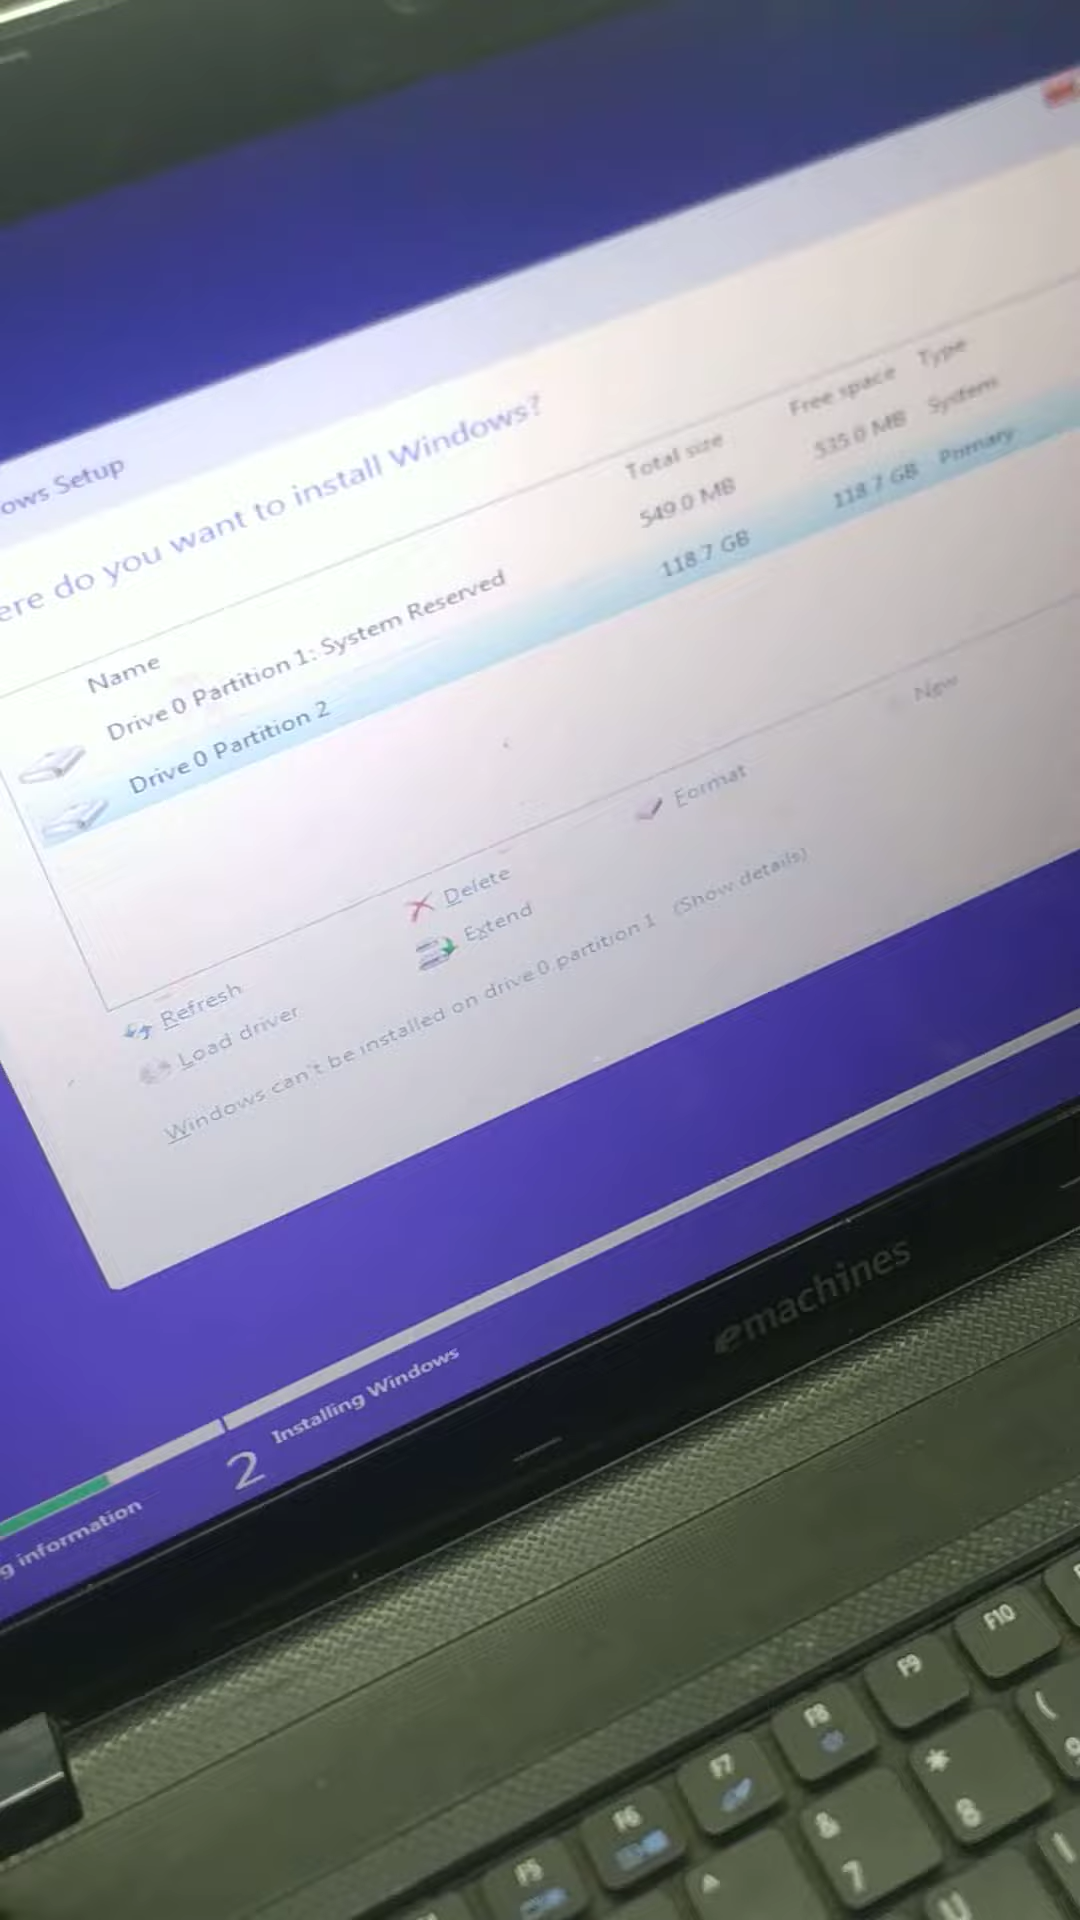 ows Setup
ere do you want to install Windows?
Name Total size Free space Type
Drive 0 Partition 1: System Reserved 549.0 MB 535.0 MB System
Drive 0 Partition 2 118.7 GB 118.7 GB Primary
Refresh Delete Format New
Load driver Extend
Windows can't be installed on drive 0 partition 1 (Show details)
g information 2 Installing Windows
emachines
F5 F6 F7 F8 F9 F10
& 7 * 8 ( 9
U